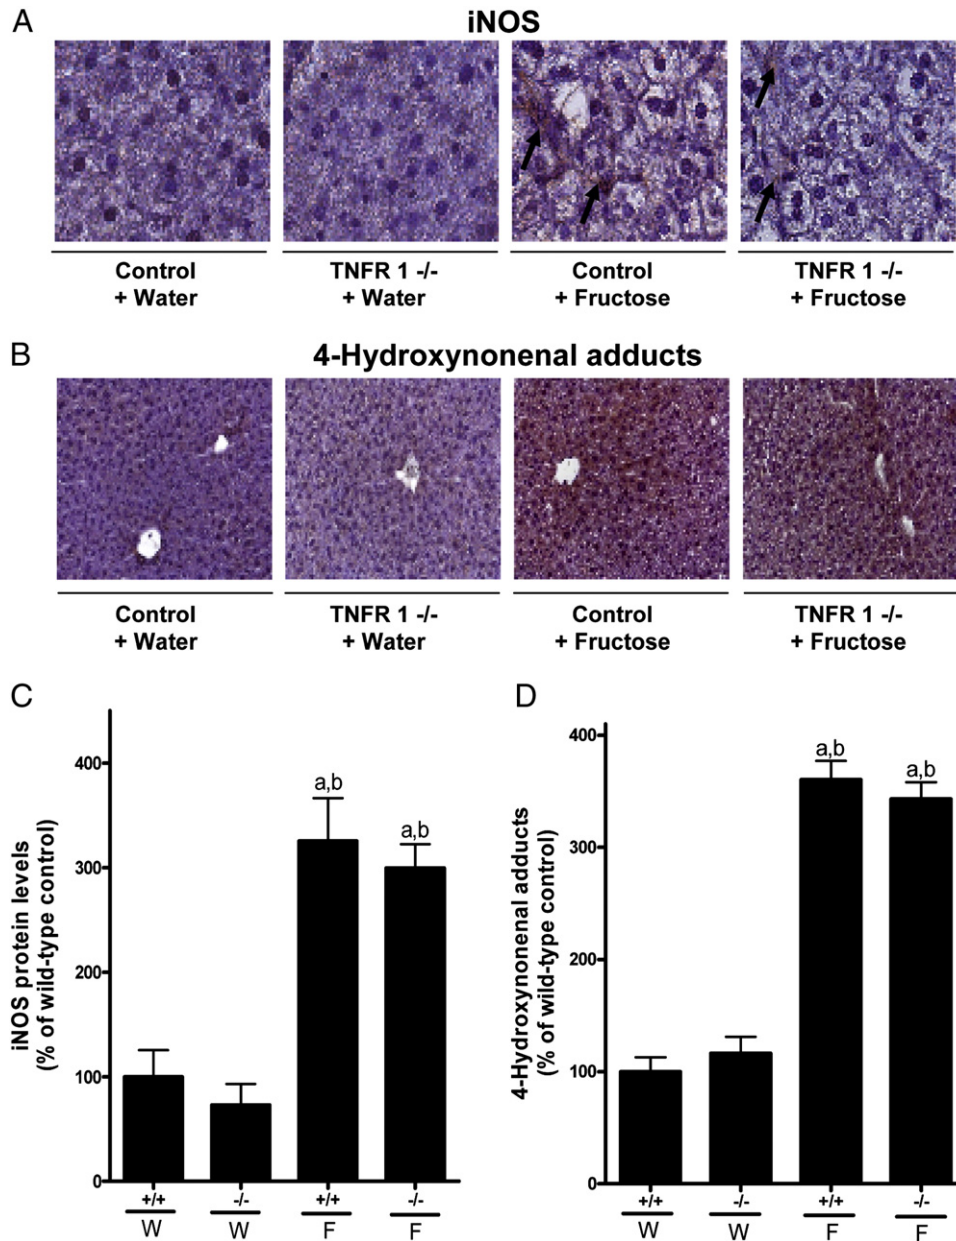 A
iNOS
Control
+ Water
TNFR 1 -/-
+ Water
Control
+ Fructose
TNFR 1 -/-
+ Fructose
B
4-Hydroxynonenal adducts
Control
+ Water
TNFR 1 -/-
+ Water
Control
+ Fructose
TNFR 1 -/-
+ Fructose
C
iNOS protein levels
(% of wild-type control)
400
300
200
100
0
a,b
a,b
+/+
-/-
+/+
-/-
W
W
F
F
D
4-Hydroxynonenal adducts
(% of wild-type control)
400
300
200
100
0
a,b
a,b
+/+
-/-
+/+
-/-
W
W
F
F